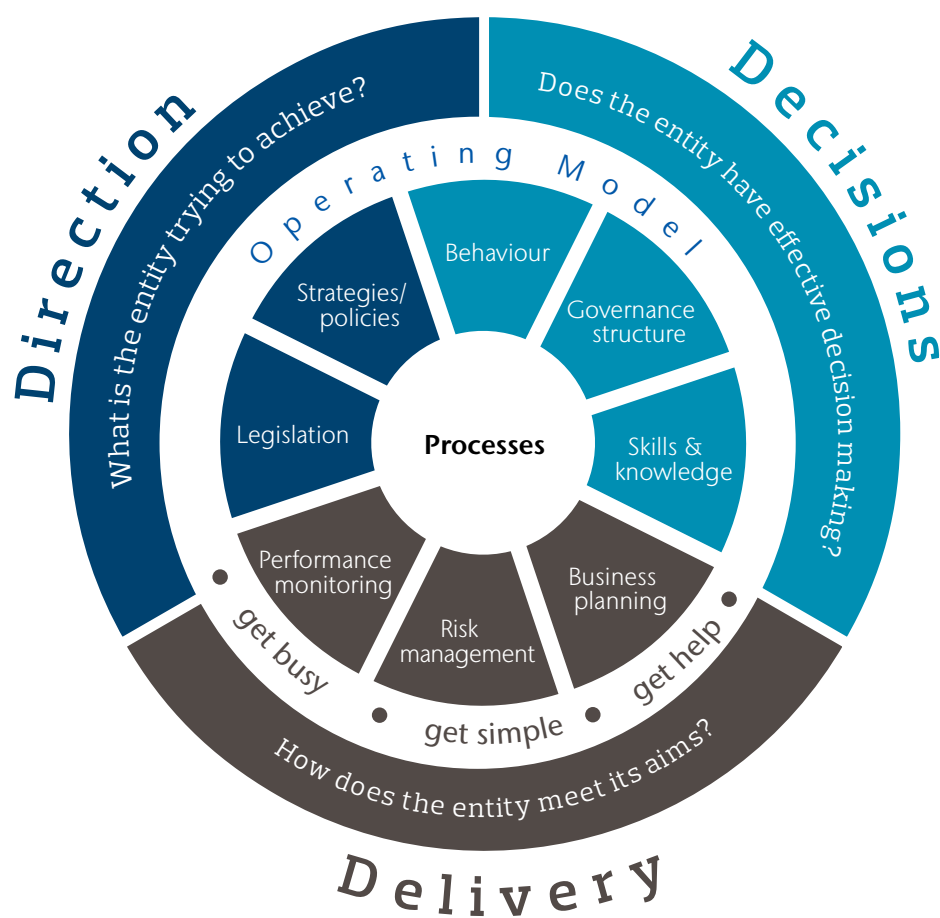 Direction
What is the entity trying to achieve?
Decisions
Does the entity have effective decision making?
Operating Model
Behaviour
Governance
structure
Skills &
knowledge
Business
planning
Risk
management
Performance
monitoring
Legislation
Strategies/
policies
Processes
• get busy • get simple • get help •
How does the entity meet its aims?
Delivery